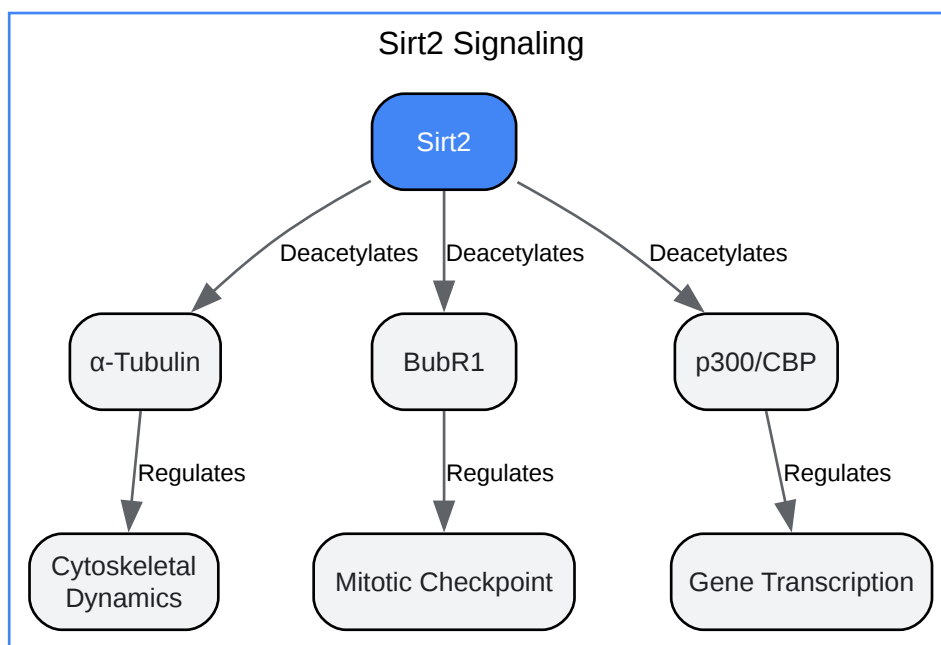 Sirt2 Signaling
Sirt2
Deacetylates
Deacetylates
Deacetylates
α-Tubulin
BubR1
p300/CBP
Regulates
Regulates
Regulates
Cytoskeletal
Dynamics
Mitotic Checkpoint
Gene Transcription